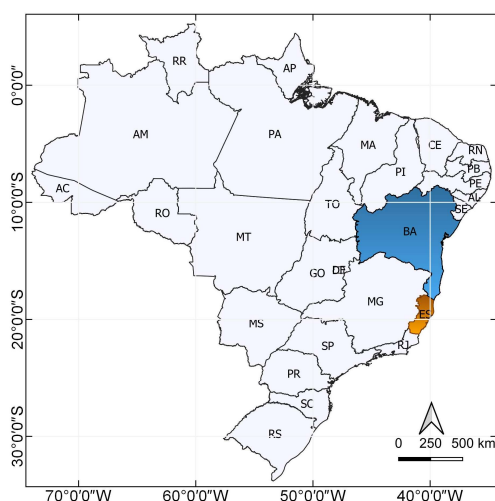 RR
AP
0°0'0"
AM
PA
MA
CE
RN
PB
PI
PE
AC
AL
10°0'0"S
TO
SE
RO
BA
MT
GO
DF
MG
20°0'0"S
MS
ES
SP
RJ
PR
SC
RS
30°0'0"S
0 250 500 km
70°0'0"W 60°0'0"W 50°0'0"W 40°0'0"W